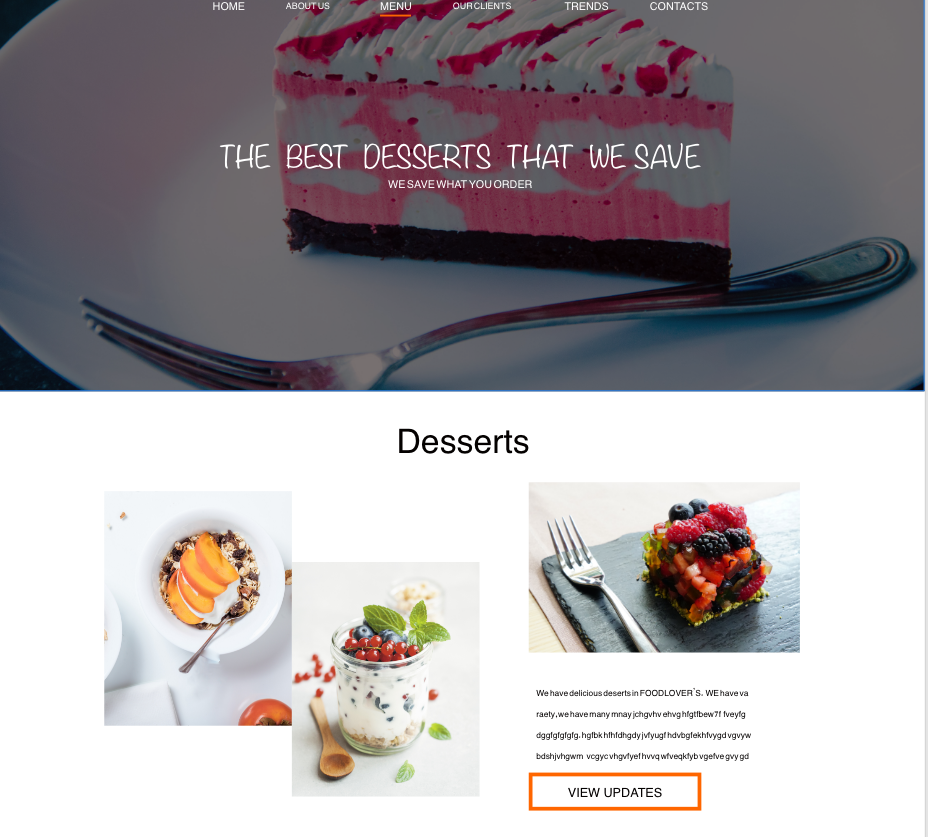 HOME ABOUT US MENU OUR CLIENTS TRENDS CONTACTS
THE BEST DESSERTS THAT WE SAVE
WE SAVE WHAT YOU ORDER
Desserts
We have delicious deserts in FOODLOVER`S. WE have va
raety,we have many mnay jchgvhv ehvg hfgtfbew7f fveyfg
dggfgfgfgfg. hgfbk hfhfdhgdy jvfyugf hdvbgfekhfvygd vgvyw
bdshjvhgwm vcgyc vhgvfyef hvvq wfveqkfyb vgefve gvy gd
VIEW UPDATES